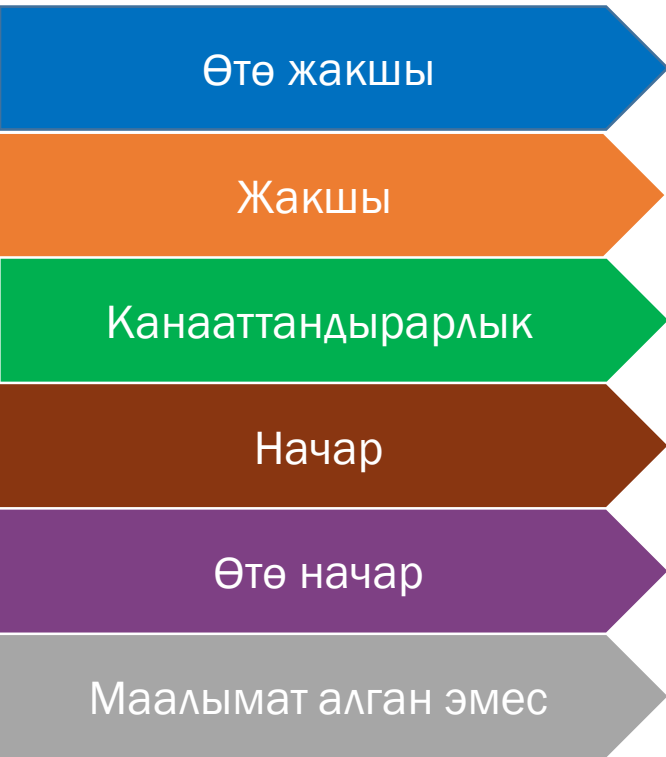 Өтө жакшы
Жакшы
Канааттандырарлык
Начар
Өтө начар
Маалымат алган эмес